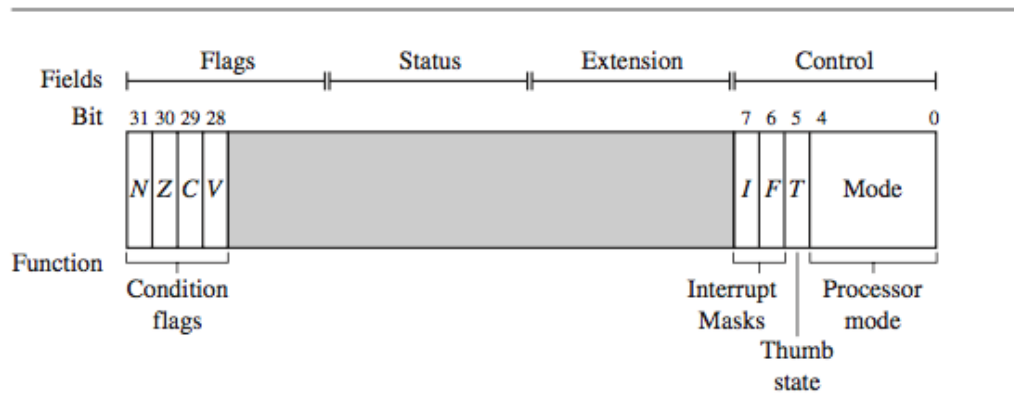 Fields Flags Status Extension Control
Bit 31 30 29 28 7 6 5 4 0
N Z C V I F T Mode
Function
Condition flags
Interrupt Masks
Processor mode
Thumb state